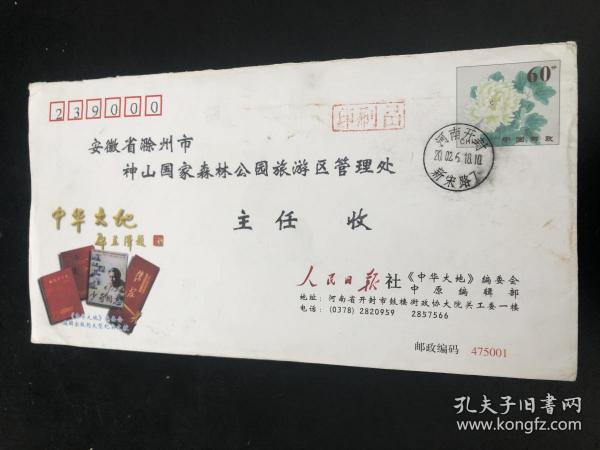 239000
60分
中国邮政
CHINA
印刷品
河南开封
新宋路
安徽省滁州市
神山国家森林公园旅游区管理处
主任 收
中华大地
人民日报社《中华大地》编委会
中原编辑部
地址：河南省开封市鼓楼街政协大院关工委一楼
电话：(0378) 2820959 2857566
邮政编码 475001
孔夫子旧书网
www.kongfz.com